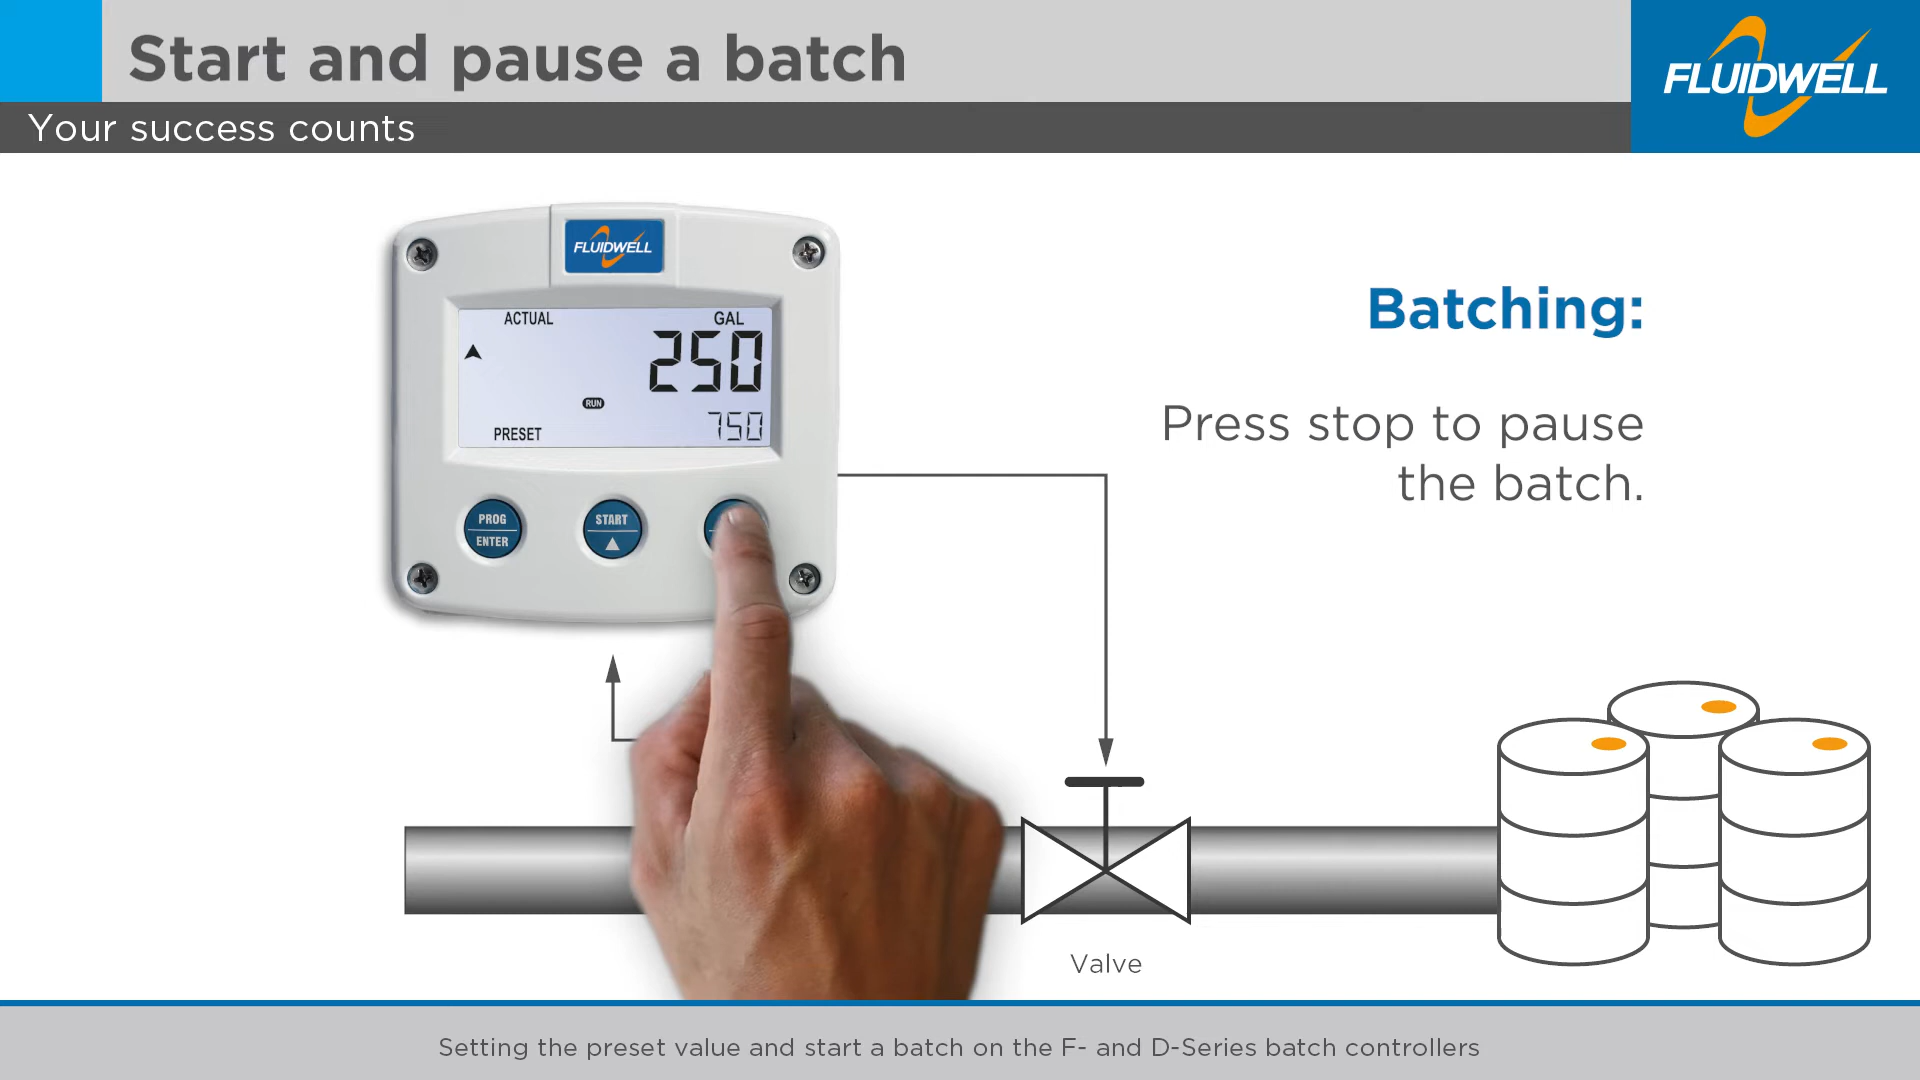 Start and pause a batch
FLUIDWELL
Your success counts
FLUIDWELL
ACTUAL GAL
250
RUN
PRESET 750
PROG
ENTER
START
Batching:
Press stop to pause
the batch.
Valve
Setting the preset value and start a batch on the F- and D-Series batch controllers